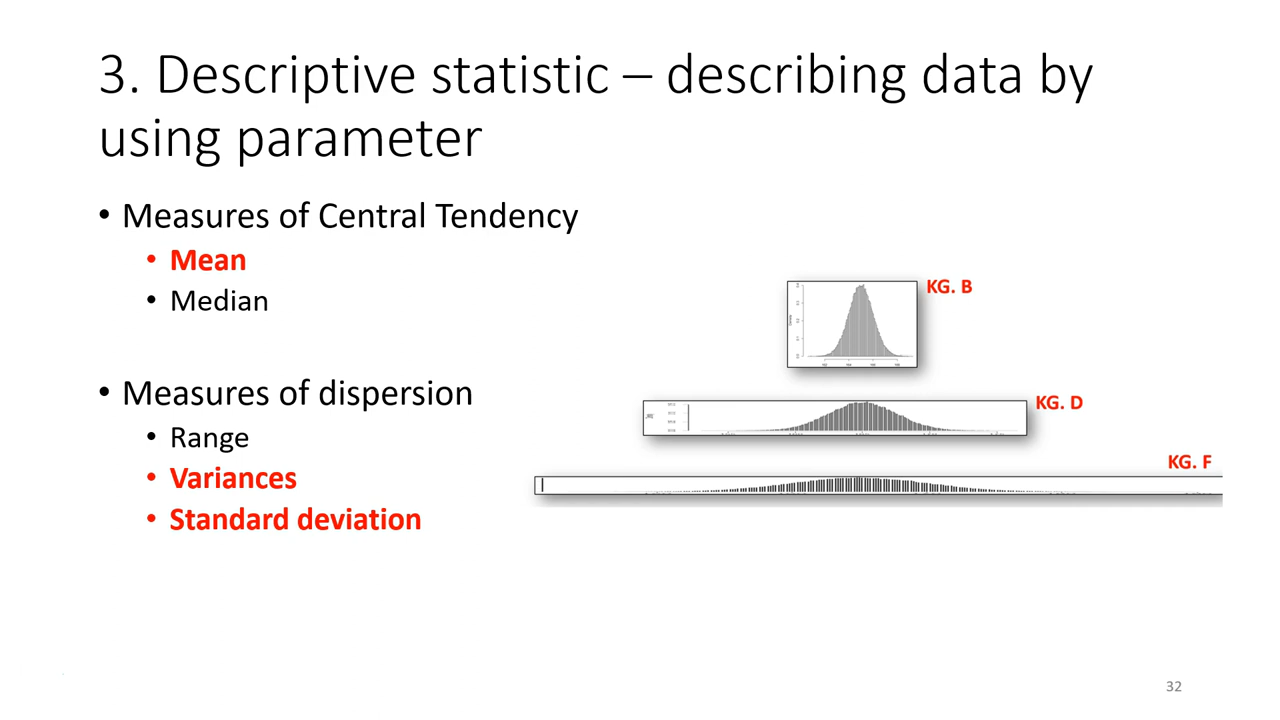 3. Descriptive statistic – describing data by
using parameter
• Measures of Central Tendency
• Mean
• Median
• Measures of dispersion
• Range
• Variances
• Standard deviation
KG. B
KG. D
KG. F
32